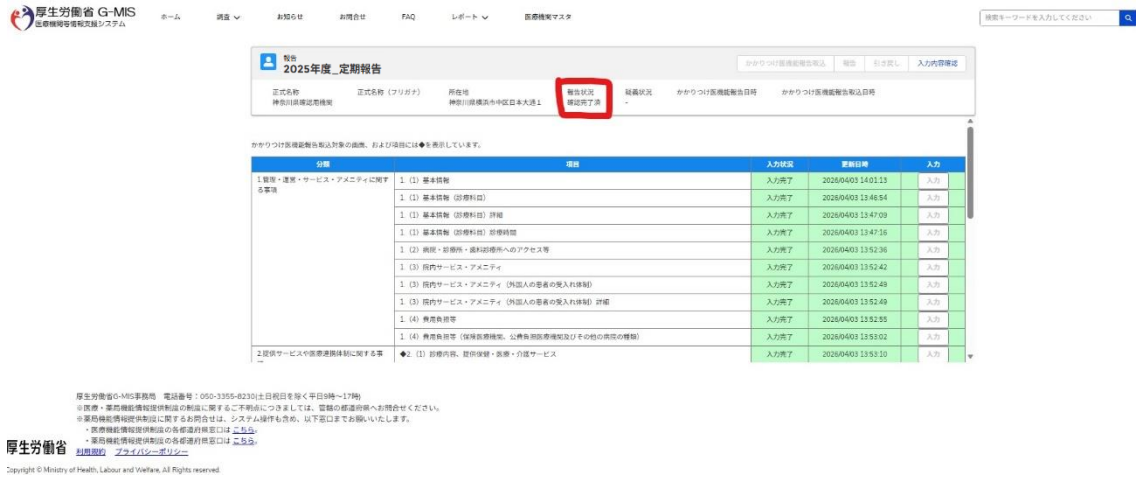 厚生労働省 G-MIS
医療機関等情報支援システム
ホーム 調査 お知らせ お問合せ FAQ レポート 医療機関マスタ
検索キーワードを入力してください
報告
2025年度_定期報告
かかりつけ医機能報告取込 報告 引き戻し 入力内容確認
正式名称 正式名称（フリガナ） 所在地 報告状況 疑義状況 かかりつけ医機能報告日時 かかりつけ医機能報告取込日時
神奈川県確認用機関 神奈川県横浜市中区日本大通１ 確認完了済 -
かかりつけ医機能報告取込対象の画面、および項目には◆を表示しています。
分類 項目 入力状況 更新日時 入力
1.管理・運営・サービス・アメニティに関する事項 1.（1）基本情報 入力完了 2026/04/03 14:01:13 入力
1.（1）基本情報（診療科目） 入力完了 2026/04/03 13:46:54 入力
1.（1）基本情報（診療科目）詳細 入力完了 2026/04/03 13:47:09 入力
1.（1）基本情報（診療科目）診療時間 入力完了 2026/04/03 13:47:16 入力
1.（2）病院・診療所・歯科診療所へのアクセス等 入力完了 2026/04/03 13:52:36 入力
1.（3）院内サービス・アメニティ 入力完了 2026/04/03 13:52:42 入力
1.（3）院内サービス・アメニティ（外国人の患者の受入れ体制） 入力完了 2026/04/03 13:52:49 入力
1.（3）院内サービス・アメニティ（外国人の患者の受入れ体制）詳細 入力完了 2026/04/03 13:52:49 入力
1.（4）費用負担等 入力完了 2026/04/03 13:52:55 入力
1.（4）費用負担等（保険医療機関、公費負担医療機関及びその他の病院の種類） 入力完了 2026/04/03 13:53:02 入力
2.提供サービスや医療連携体制に関する事 ◆2.（1）診療内容、提供保健・医療・介護サービス 入力完了 2026/04/03 13:53:10 入力
厚生労働省G-MIS事務局 電話番号：050-3355-8230(土日祝日を除く平日9時～17時)
※医療・薬局機能情報提供制度の制度に関するご不明点につきましては、管轄の都道府県へお問合せください。
※薬局機能情報提供制度に関するお問合せは、システム操作も含め、以下窓口までお願いいたします。
・医療機能情報提供制度の各都道府県窓口は こちら。
・薬局機能情報提供制度の各都道府県窓口は こちら。
厚生労働省 利用規約 プライバシーポリシー
Copyright © Ministry of Health, Labour and Welfare, All Rights reserved.